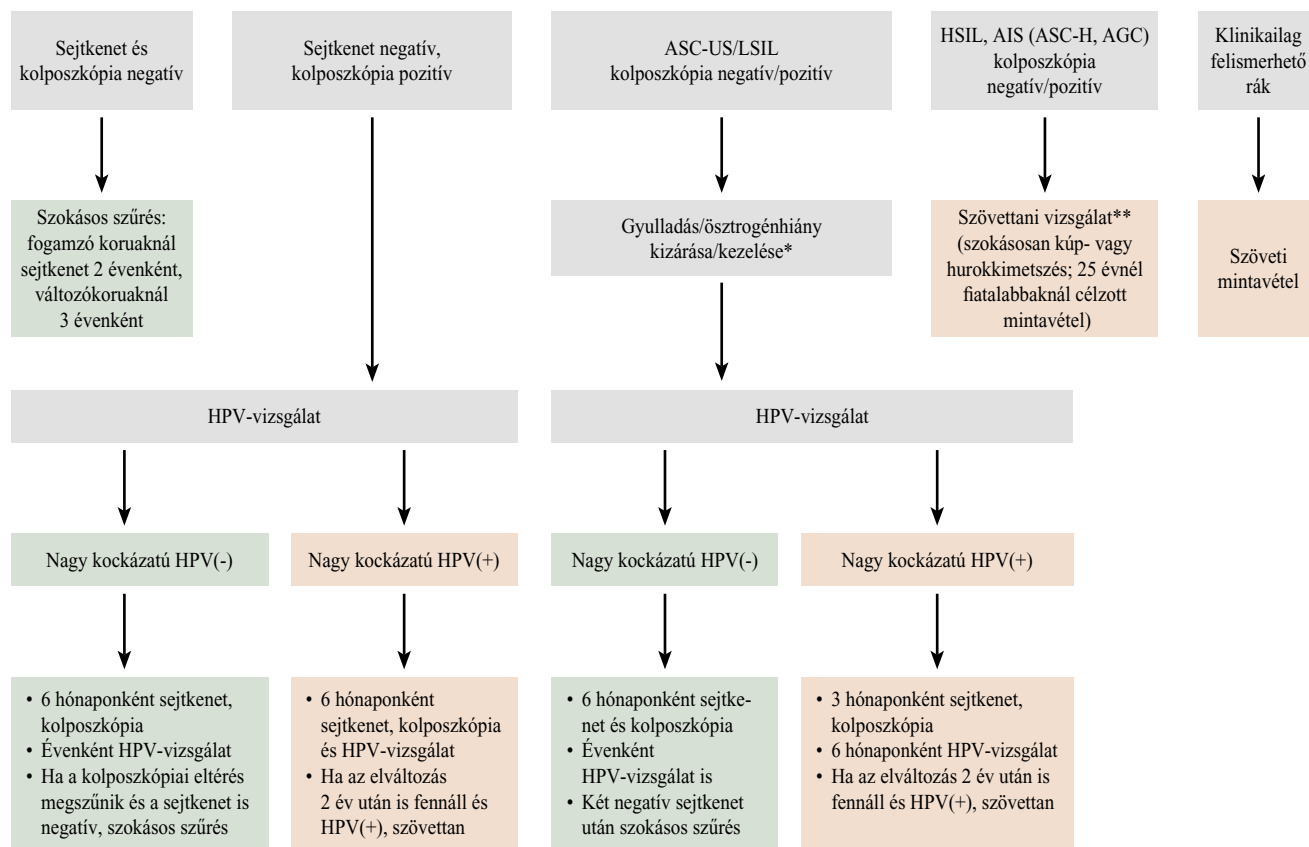 Sejtkenet és
kolposzkópia negatív
Sejtkenet negatív,
kolposzkópia pozitív
ASC-US/LSIL
kolposzkópia negatív/pozitív
HSIL, AIS (ASC-H, AGC)
kolposzkópia
negatív/pozitív
Klinikailag
felismerhető
rák
Szokásos szűrés:
fogamzó koruaknál
sejtkenet 2 évenként,
változókoruaknál
3 évenként
Gyulladás/ösztrogénhiány
kizárása/kezelése*
Szövettani vizsgálat**
(szokásosan kúp- vagy
hurokkimetszés; 25 évnél
fiatalabbaknál célzott
mintavétel)
Szöveti
mintavétel
HPV-vizsgálat
HPV-vizsgálat
Nagy kockázatú HPV(-)
Nagy kockázatú HPV(+)
Nagy kockázatú HPV(-)
Nagy kockázatú HPV(+)
• 6 hónaponként sejtkenet,
kolposzkópia
• Évenként HPV-vizsgálat
• Ha a kolposzkópiai eltérés
megszűnik és a sejtkenet is
negatív, szokásos szűrés
• 6 hónaponként
sejtkenet, kolposzkópia
és HPV-vizsgálat
• Ha az elváltozás
2 év után is fennáll és
HPV(+), szövettan
• 6 hónaponként sejtke-
net és kolposzkópia
• Évenként
HPV-vizsgálat is
• Két negatív sejtkenet
után szokásos szűrés
• 3 hónaponként sejtkenet,
kolposzkópia
• 6 hónaponként HPV-vizsgálat
• Ha az elváltozás 2 év után is
fennáll és HPV(+), szövettan